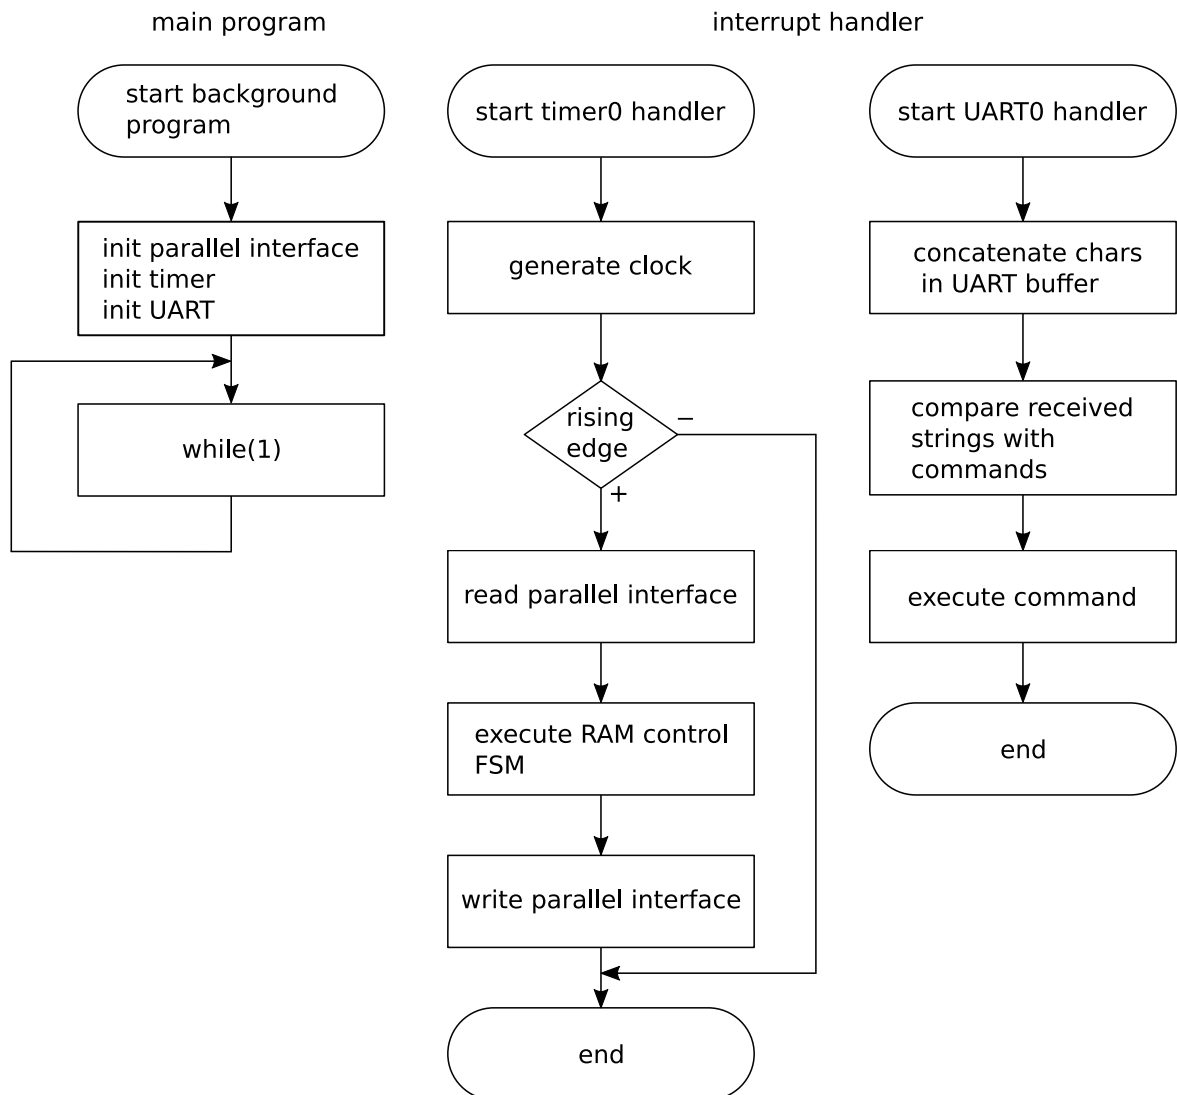 main program
interrupt handler
start background
program
init parallel interface
init timer
init UART
while(1)
start timer0 handler
generate clock
rising
edge
−
+
read parallel interface
execute RAM control
FSM
write parallel interface
end
start UART0 handler
concatenate chars
in UART buffer
compare received
strings with
commands
execute command
end